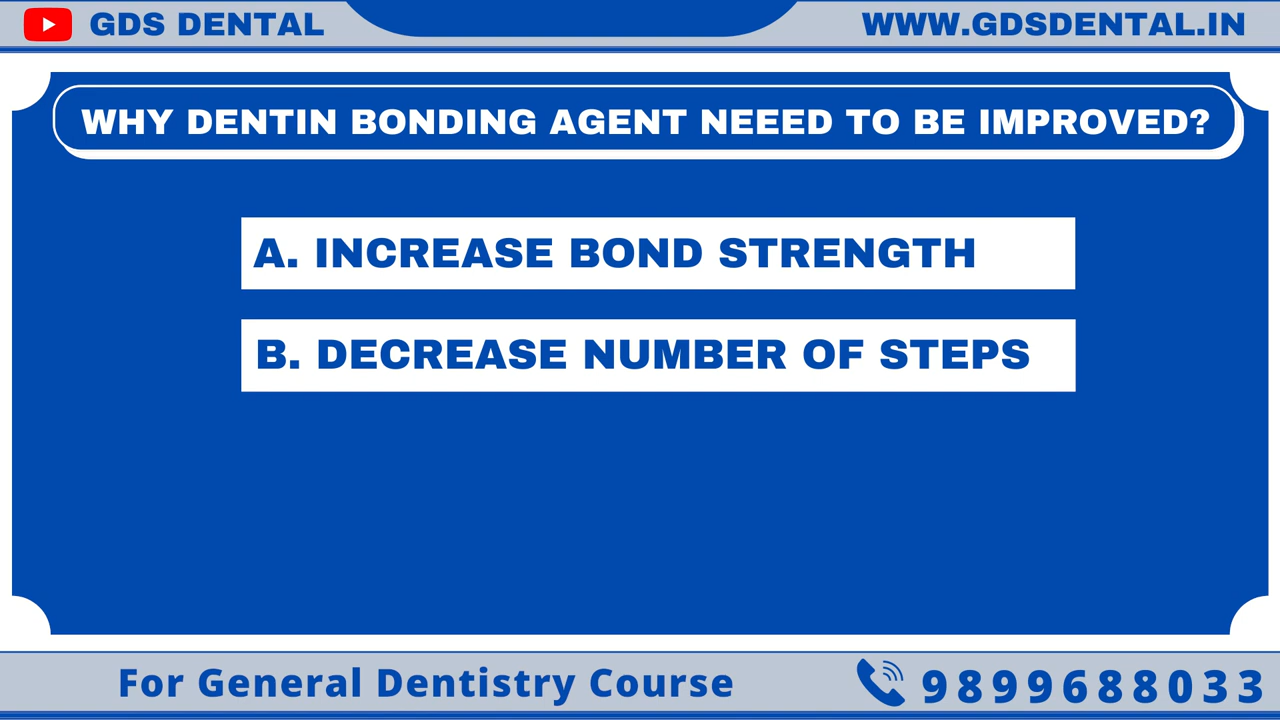 GDS DENTAL
WWW.GDSDENTAL.IN
WHY DENTIN BONDING AGENT NEEED TO BE IMPROVED?
A. INCREASE BOND STRENGTH
B. DECREASE NUMBER OF STEPS
For General Dentistry Course
9899688033